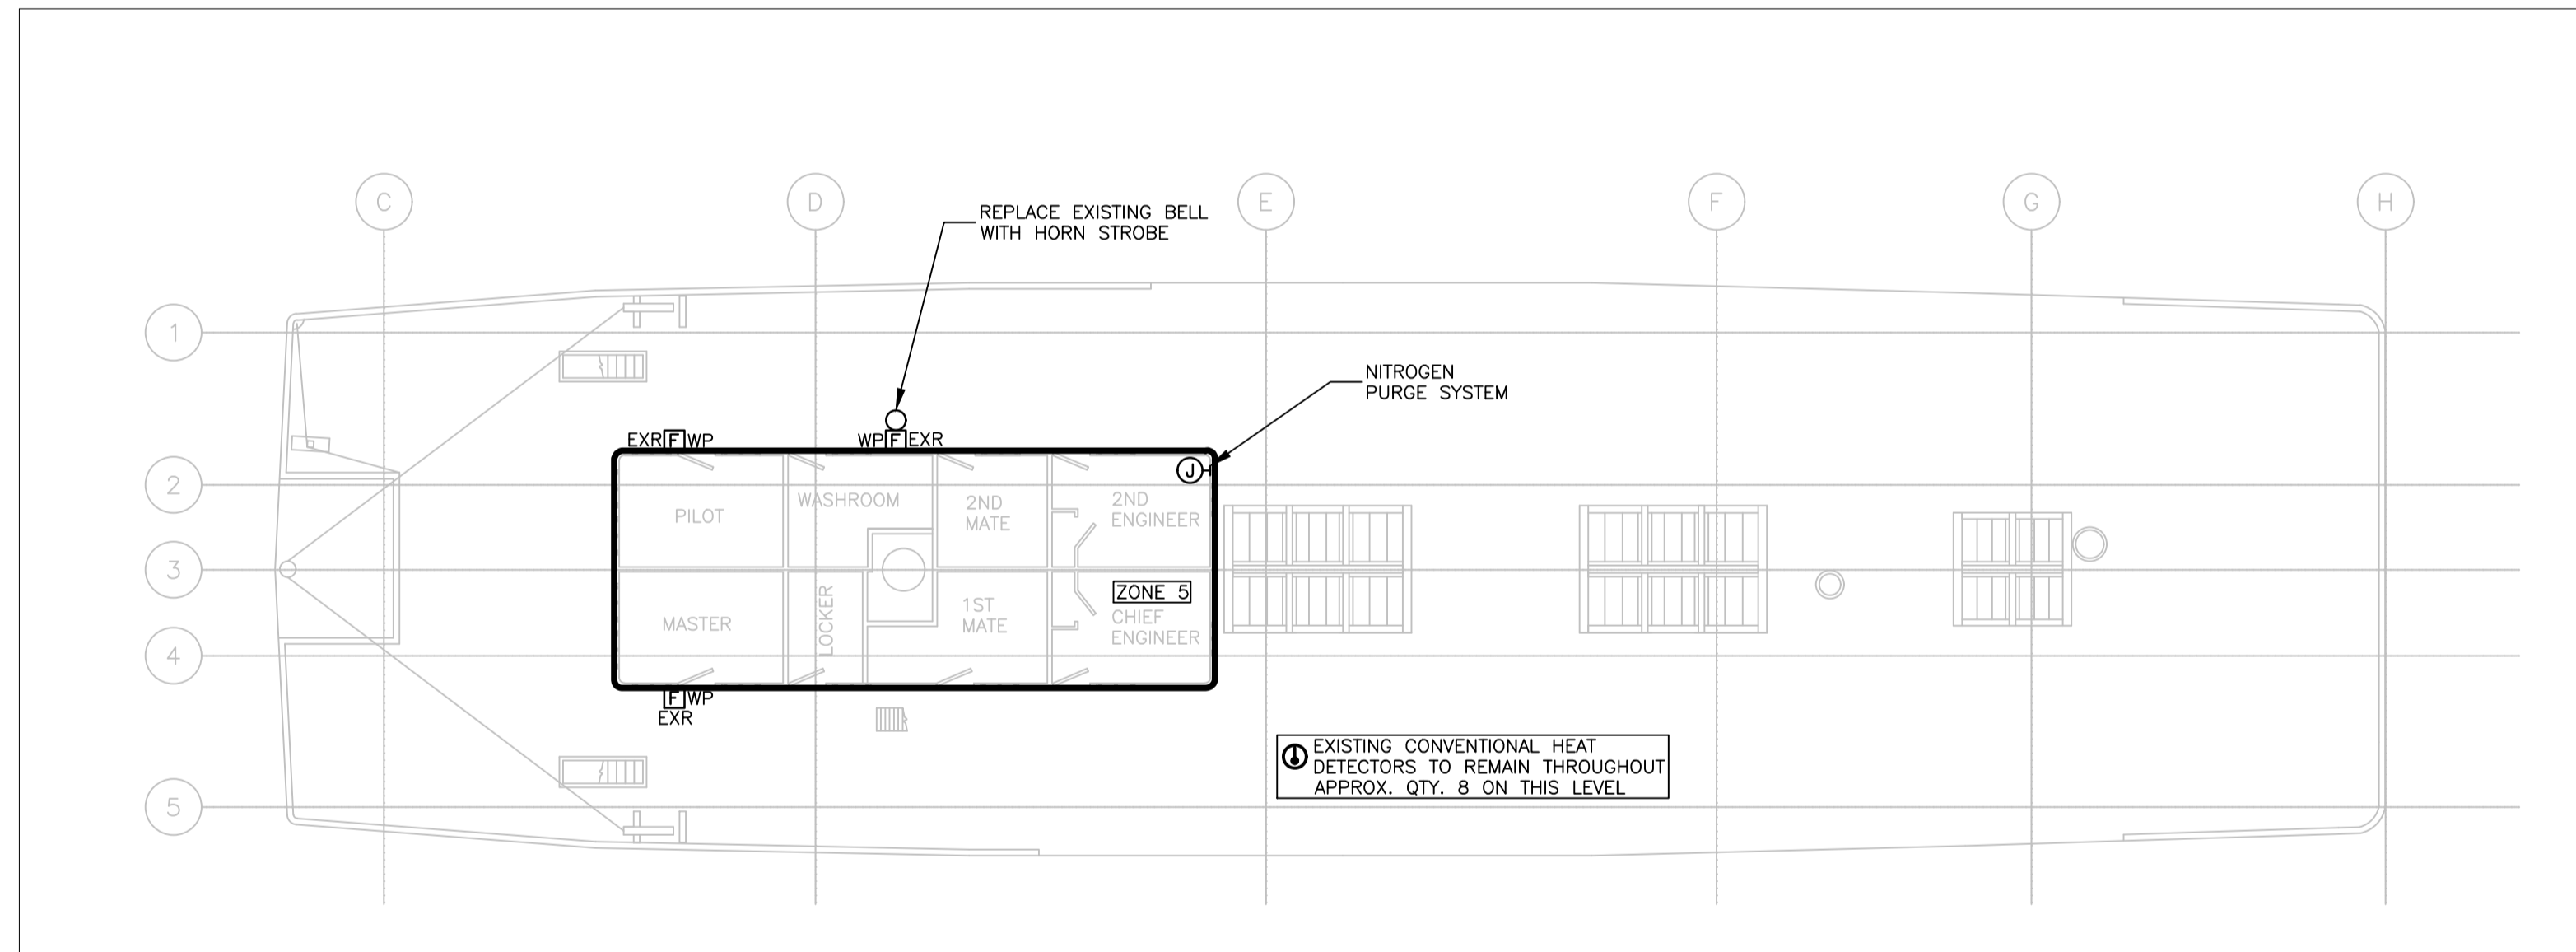 C
D
E
F
G
H
REPLACE EXISTING BELL
WITH HORN STROBE
1
NITROGEN
PURGE SYSTEM
EXR F WP
WP F EXR
J
2
PILOT
WASHROOM
2ND
MATE
2ND
ENGINEER
3
ZONE 5
MASTER
LOCKER
1ST
MATE
CHIEF
ENGINEER
4
F WP
EXR
EXISTING CONVENTIONAL HEAT
DETECTORS TO REMAIN THROUGHOUT
APPROX. QTY. 8 ON THIS LEVEL
5